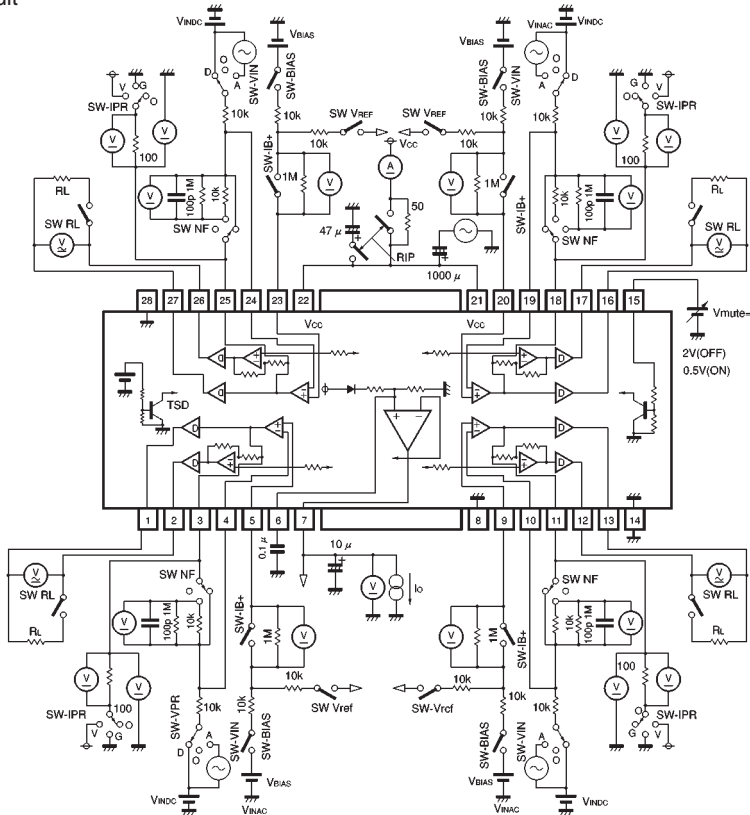 VINDC
VBIAS
VBIAS
VINAC
VINDC
D
A
SW-VIN
SW-BIAS
SW-BIAS
SW-VIN
A
D
V
G
SW-IPR
V
V
100
10k
10k
10k
SW VREF
SW VREF
10k
10k
10k
G
V
SW-IPR
V
V
100
VCC
A
RL
SW RL
V
V
100p 1M
10k
SW NF
SW-IB+
1M
V
47 μ
RIP
50
1000 μ
V
1M
SW-IB+
10k
100p 1M
V
SW NF
RL
SW RL
V
28
27
26
25
24
23
22
21
20
19
18
17
16
15
Vmute=
2V(OFF)
0.5V(ON)
VCC
VCC
D
D
D
D
TSD
D
D
D
D
1
2
3
4
5
6
7
8
9
10
11
12
13
14
0.1 μ
10 μ
V
IO
V
SW RL
RL
SW NF
V
100p 1M
10k
SW-IB+
1M
V
V
1M
SW-IB+
SW NF
10k
100p 1M
V
V
SW RL
RL
V
V
100
SW-IPR
V
G
SW-VPR
10k
10k
10k
SW Vref
SW-Vrcf
10k
10k
10k
100
V
V
SW-IPR
G
V
D
A
SW-VIN
SW-BIAS
SW-BIAS
SW-VIN
A
D
VINDC
VBIAS
VINAC
VBIAS
VINAC
VINDC